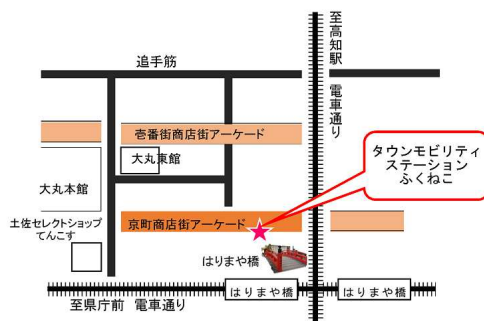 至高知駅
追手筋
電車通り
壱番街商店街アーケード
大丸東館
タウンモビリティ
ステーション
ふくねこ
大丸本館
京町商店街アーケード
土佐セレクトショップ
てんこす
はりまや橋
はりまや橋
はりまや橋
至県庁前 電車通り